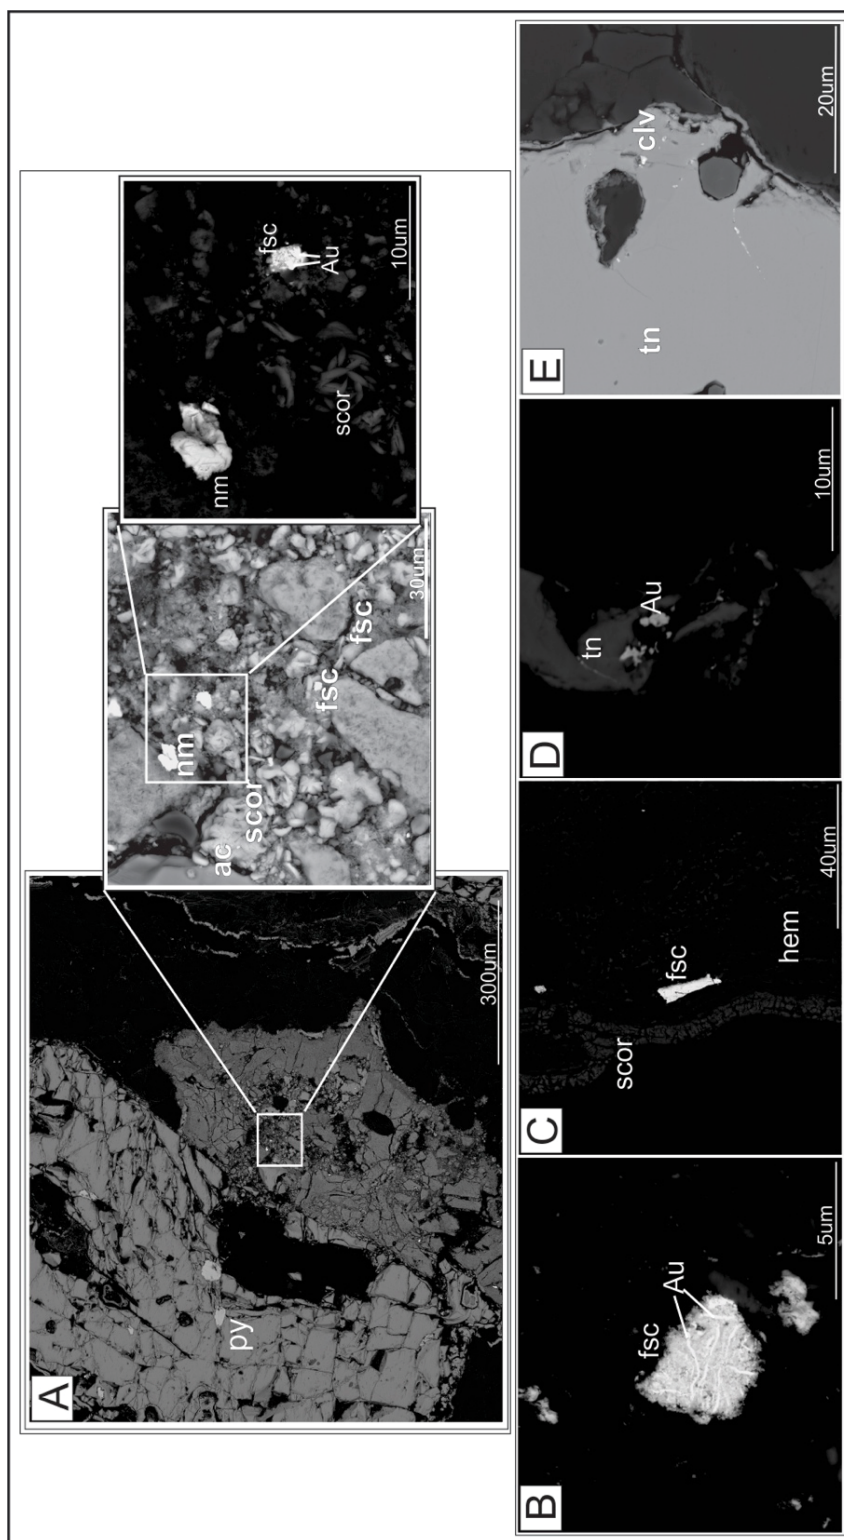 A
py
300um
ac
scor
nm
fsc
fsc
30um
nm
scor
fsc
Au
10um
B
fsc
Au
5um
C
scor
fsc
hem
40um
D
tn
Au
10um
E
tn
clv
20um